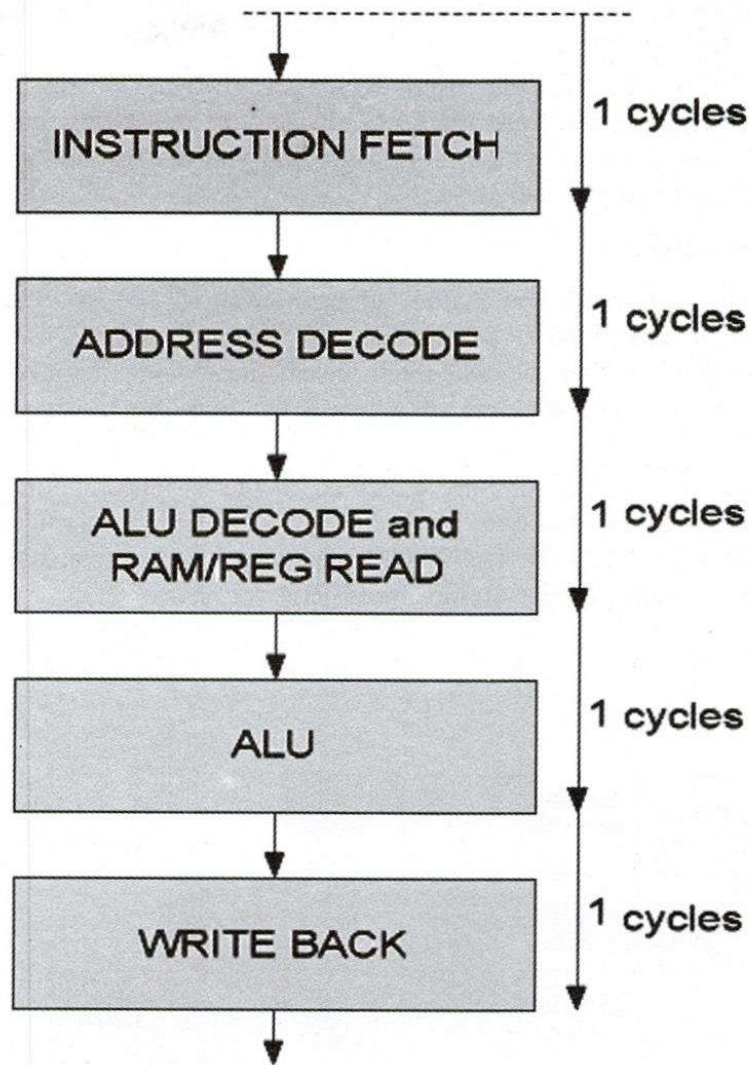 INSTRUCTION FETCH
1 cycles
ADDRESS DECODE
1 cycles
ALU DECODE and
RAM/REG READ
1 cycles
ALU
1 cycles
WRITE BACK
1 cycles